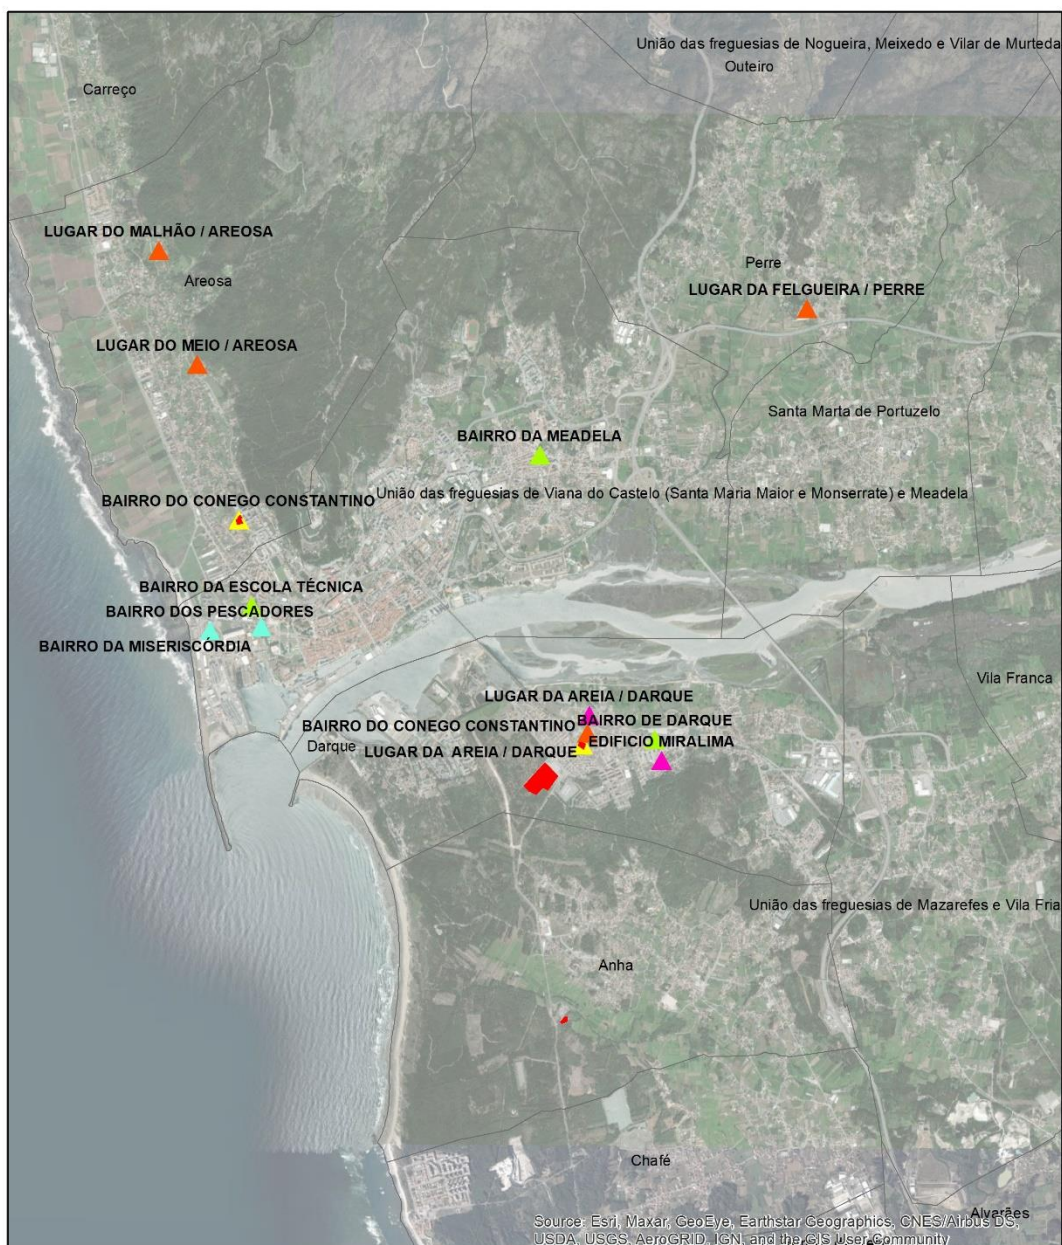 União das freguesias de Nogueira, Meixedo e Vilar de Murteda
Outeiro
Carreço
LUGAR DO MALHÃO / AREOSA
Perre
Areosa
LUGAR DA FELGUEIRA / PERRE
LUGAR DO MEIO / AREOSA
Santa Marta de Portuzelo
BAIRRO DA MEADELA
União das freguesias de Viana do Castelo (Santa Maria Maior e Monserrate) e Meadela
BAIRRO DO CONEGO CONSTANTINO
BAIRRO DA ESCOLA TÉCNICA
BAIRRO DOS PESCADORES
BAIRRO DA MISERISCÓRDIA
Vila Franca
LUGAR DA AREIA / DARQUE
BAIRRO DO CONEGO CONSTANTINO
BAIRRO DE DARQUE
EDIFICIO MIRALIMA
Darque
LUGAR DA AREIA / DARQUE
União das freguesias de Mazarefes e Vila Fria
Anha
Chafé
Alvarães
Source: Esri, Maxar, GeoEye, Earthstar Geographics, CNES/Airbus DS,
USDA, USGS, AeroGRID, IGN, and the GIS User Community